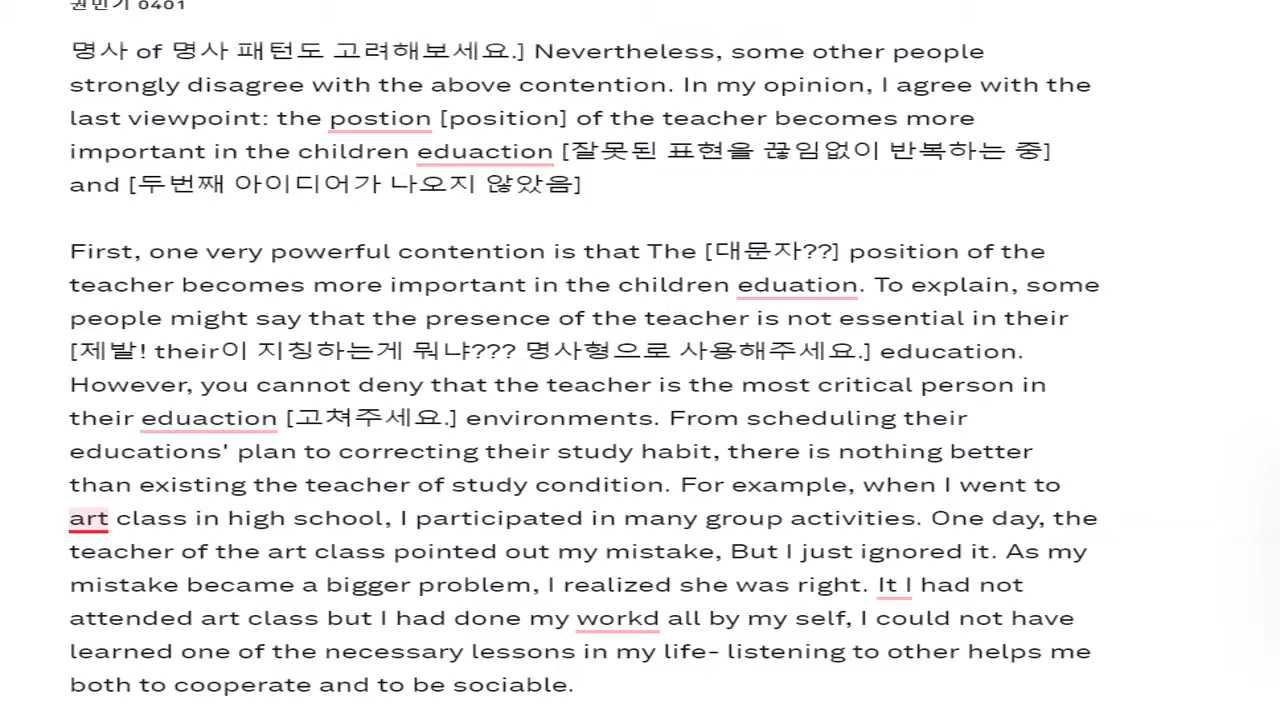 권민기 0401
명사 of 명사 패턴도 고려해보세요.] Nevertheless, some other people
strongly disagree with the above contention. In my opinion, I agree with the
last viewpoint: the postion [position] of the teacher becomes more
important in the children eduaction [잘못된 표현을 끊임없이 반복하는 중]
and [두번째 아이디어가 나오지 않았음]
First, one very powerful contention is that The [대문자??] position of the
teacher becomes more important in the children eduation. To explain, some
people might say that the presence of the teacher is not essential in their
[제발! their이 지칭하는게 뭐냐??? 명사형으로 사용해주세요.] education.
However, you cannot deny that the teacher is the most critical person in
their eduaction [고쳐주세요.] environments. From scheduling their
educations' plan to correcting their study habit, there is nothing better
than existing the teacher of study condition. For example, when I went to
art class in high school, I participated in many group activities. One day, the
teacher of the art class pointed out my mistake, But I just ignored it. As my
mistake became a bigger problem, I realized she was right. It I had not
attended art class but I had done my workd all by my self, I could not have
learned one of the necessary lessons in my life- listening to other helps me
both to cooperate and to be sociable.